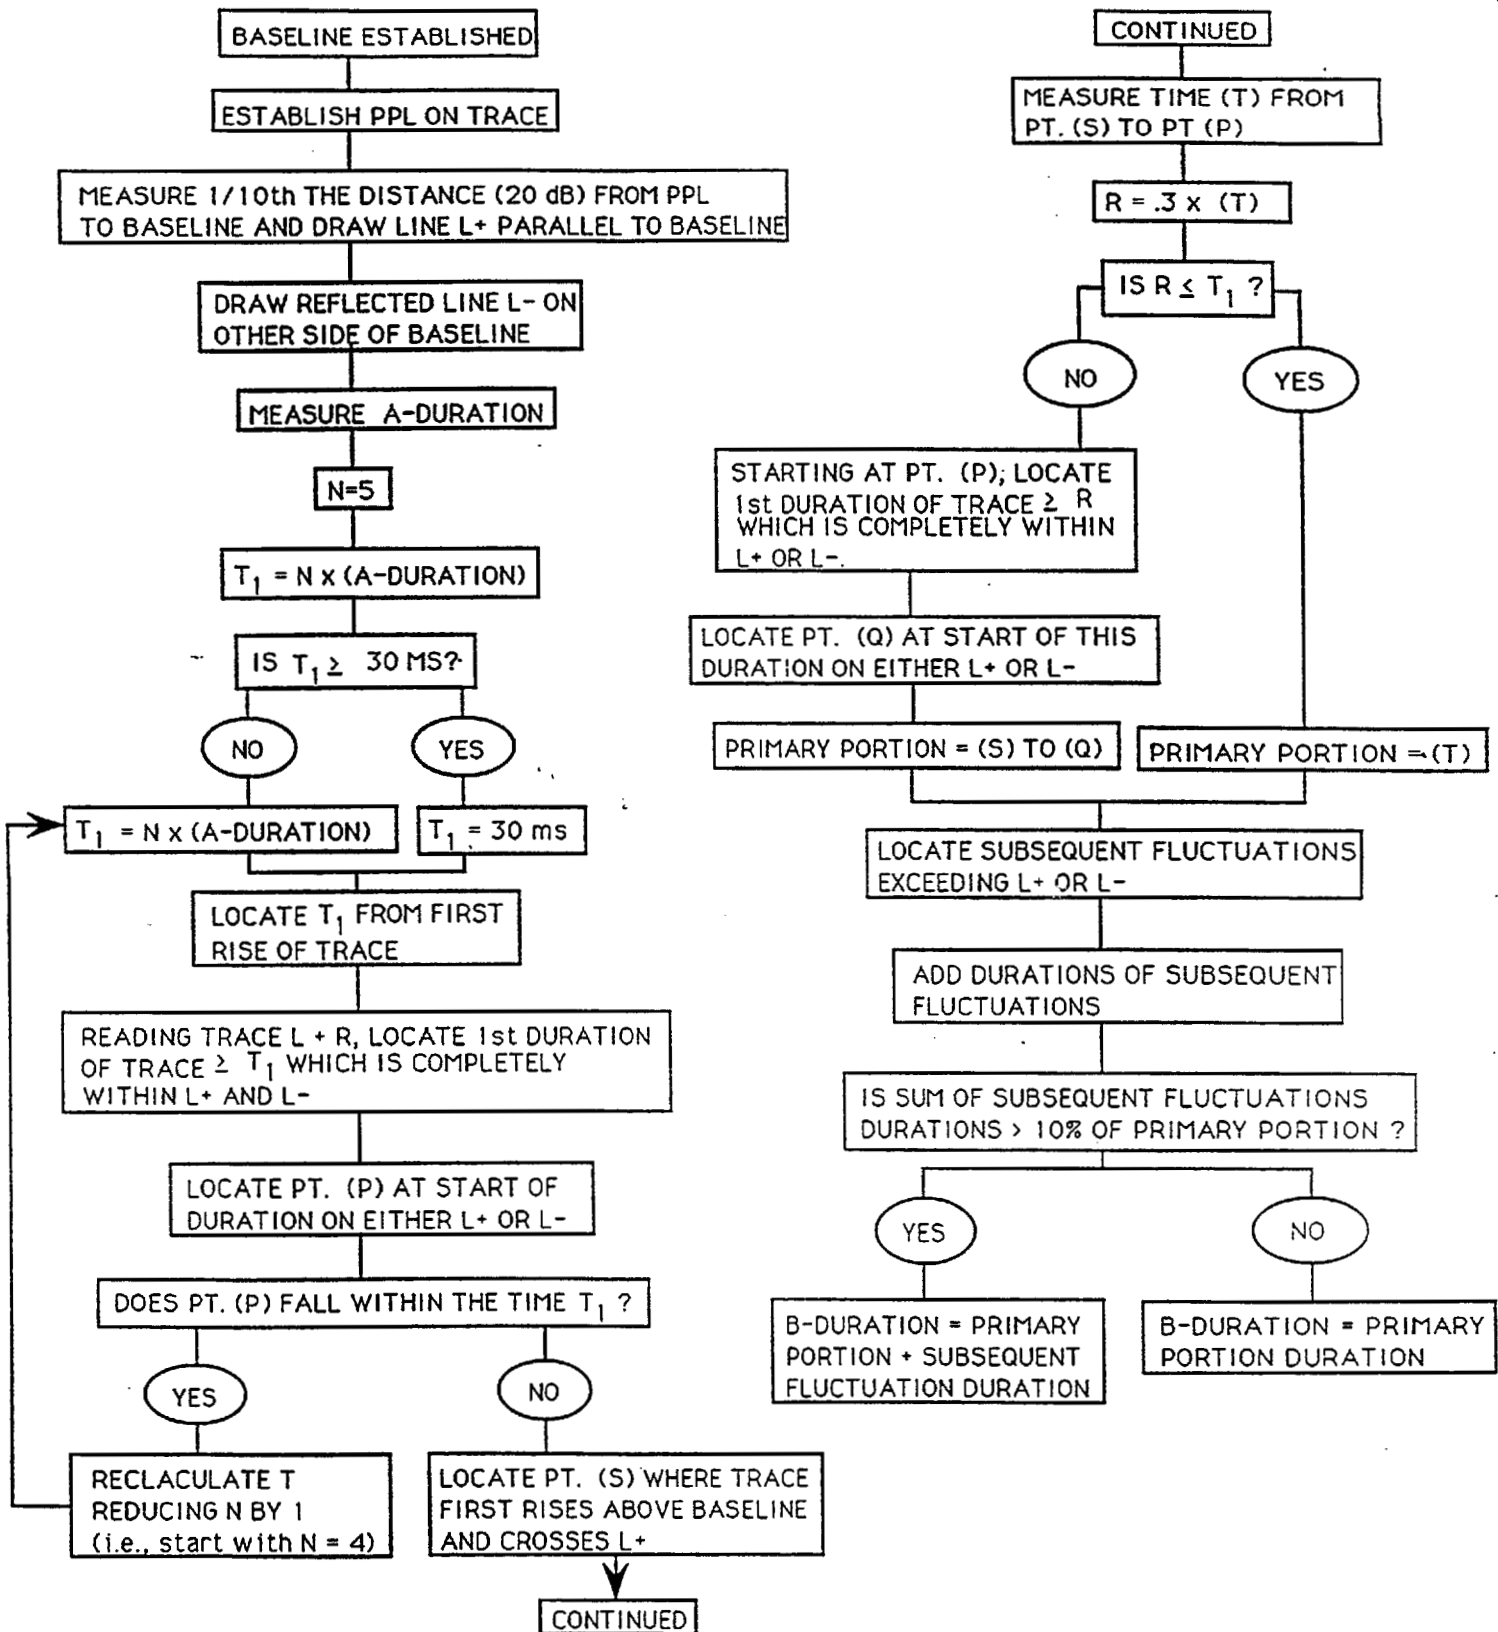 BASELINE ESTABLISHED
ESTABLISH PPL ON TRACE
MEASURE 1/10th THE DISTANCE (20 dB) FROM PPL
TO BASELINE AND DRAW LINE L+ PARALLEL TO BASELINE
DRAW REFLECTED LINE L- ON
OTHER SIDE OF BASELINE
MEASURE A-DURATION
N=5
T₁ = N x (A-DURATION)
IS T₁ ≥ 30 MS?
NO
YES
T₁ = N x (A-DURATION)
T₁ = 30 ms
LOCATE T₁ FROM FIRST
RISE OF TRACE
READING TRACE L + R, LOCATE 1st DURATION
OF TRACE ≥ T₁ WHICH IS COMPLETELY
WITHIN L+ AND L-
LOCATE PT. (P) AT START OF
DURATION ON EITHER L+ OR L-
DOES PT. (P) FALL WITHIN THE TIME T₁ ?
YES
NO
RECLACULATE T
REDUCING N BY 1
(i.e., start with N = 4)
LOCATE PT. (S) WHERE TRACE
FIRST RISES ABOVE BASELINE
AND CROSSES L+
CONTINUED
CONTINUED
MEASURE TIME (T) FROM
PT. (S) TO PT (P)
R = .3 x (T)
IS R ≤ T₁ ?
NO
YES
STARTING AT PT. (P); LOCATE
1st DURATION OF TRACE ≥ R
WHICH IS COMPLETELY WITHIN
L+ OR L-.
LOCATE PT. (Q) AT START OF THIS
DURATION ON EITHER L+ OR L-
PRIMARY PORTION = (S) TO (Q)
PRIMARY PORTION = (T)
LOCATE SUBSEQUENT FLUCTUATIONS
EXCEEDING L+ OR L-
ADD DURATIONS OF SUBSEQUENT
FLUCTUATIONS
IS SUM OF SUBSEQUENT FLUCTUATIONS
DURATIONS > 10% OF PRIMARY PORTION ?
YES
NO
B-DURATION = PRIMARY
PORTION + SUBSEQUENT
FLUCTUATION DURATION
B-DURATION = PRIMARY
PORTION DURATION